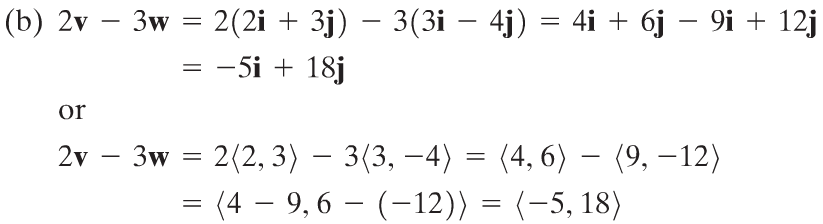 (b) 2v − 3w = 2(2i + 3j) − 3(3i − 4j) = 4i + 6j − 9i + 12j
= −5i + 18j
or
2v − 3w = 2⟨2, 3⟩ − 3⟨3, −4⟩ = ⟨4, 6⟩ − ⟨9, −12⟩
= ⟨4 − 9, 6 − (−12)⟩ = ⟨−5, 18⟩